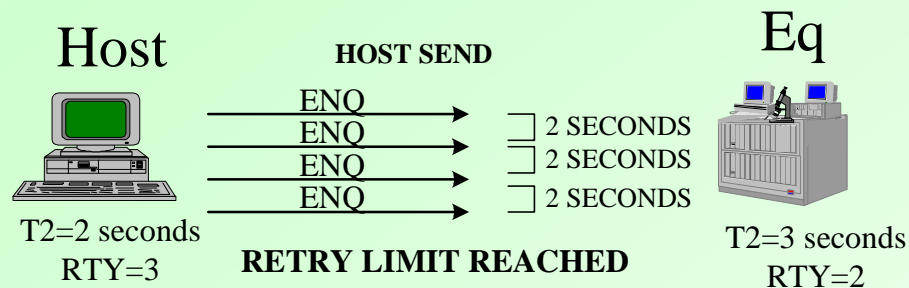 Host
HOST SEND
Eq
ENQ
ENQ
ENQ
ENQ
2 SECONDS
2 SECONDS
2 SECONDS
T2=2 seconds
RTY=3
RETRY LIMIT REACHED
T2=3 seconds
RTY=2